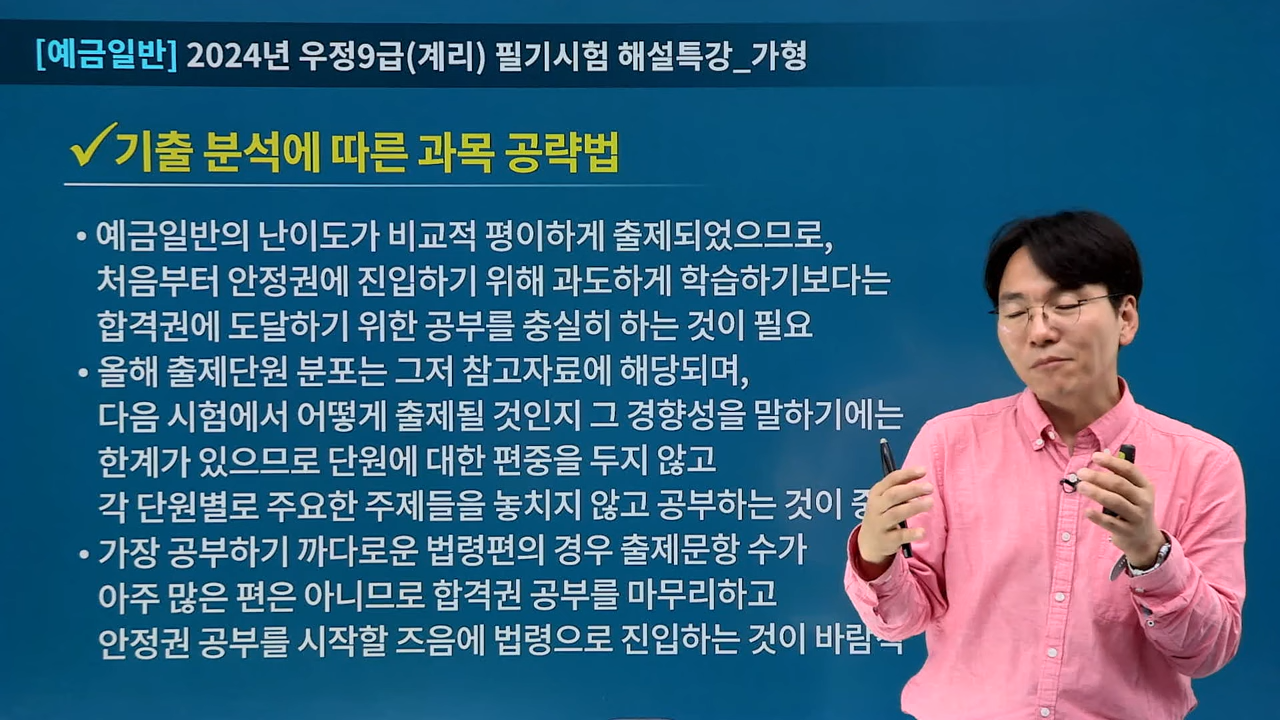 [예금일반] 2024년 우정9급(계리) 필기시험 해설특강_가형
✓기출 분석에 따른 과목 공략법
• 예금일반의 난이도가 비교적 평이하게 출제되었으므로,
처음부터 안정권에 진입하기 위해 과도하게 학습하기보다는
합격권에 도달하기 위한 공부를 충실히 하는 것이 필요
• 올해 출제단원 분포는 그저 참고자료에 해당되며,
다음 시험에서 어떻게 출제될 것인지 그 경향성을 말하기에는
한계가 있으므로 단원에 대한 편중을 두지 않고
각 단원별로 주요한 주제들을 놓치지 않고 공부하는 것이
• 가장 공부하기 까다로운 법령편의 경우 출제문항 수가
아주 많은 편은 아니므로 합격권 공부를 마무리하고
안정권 공부를 시작할 즈음에 법령으로 진입하는 것이